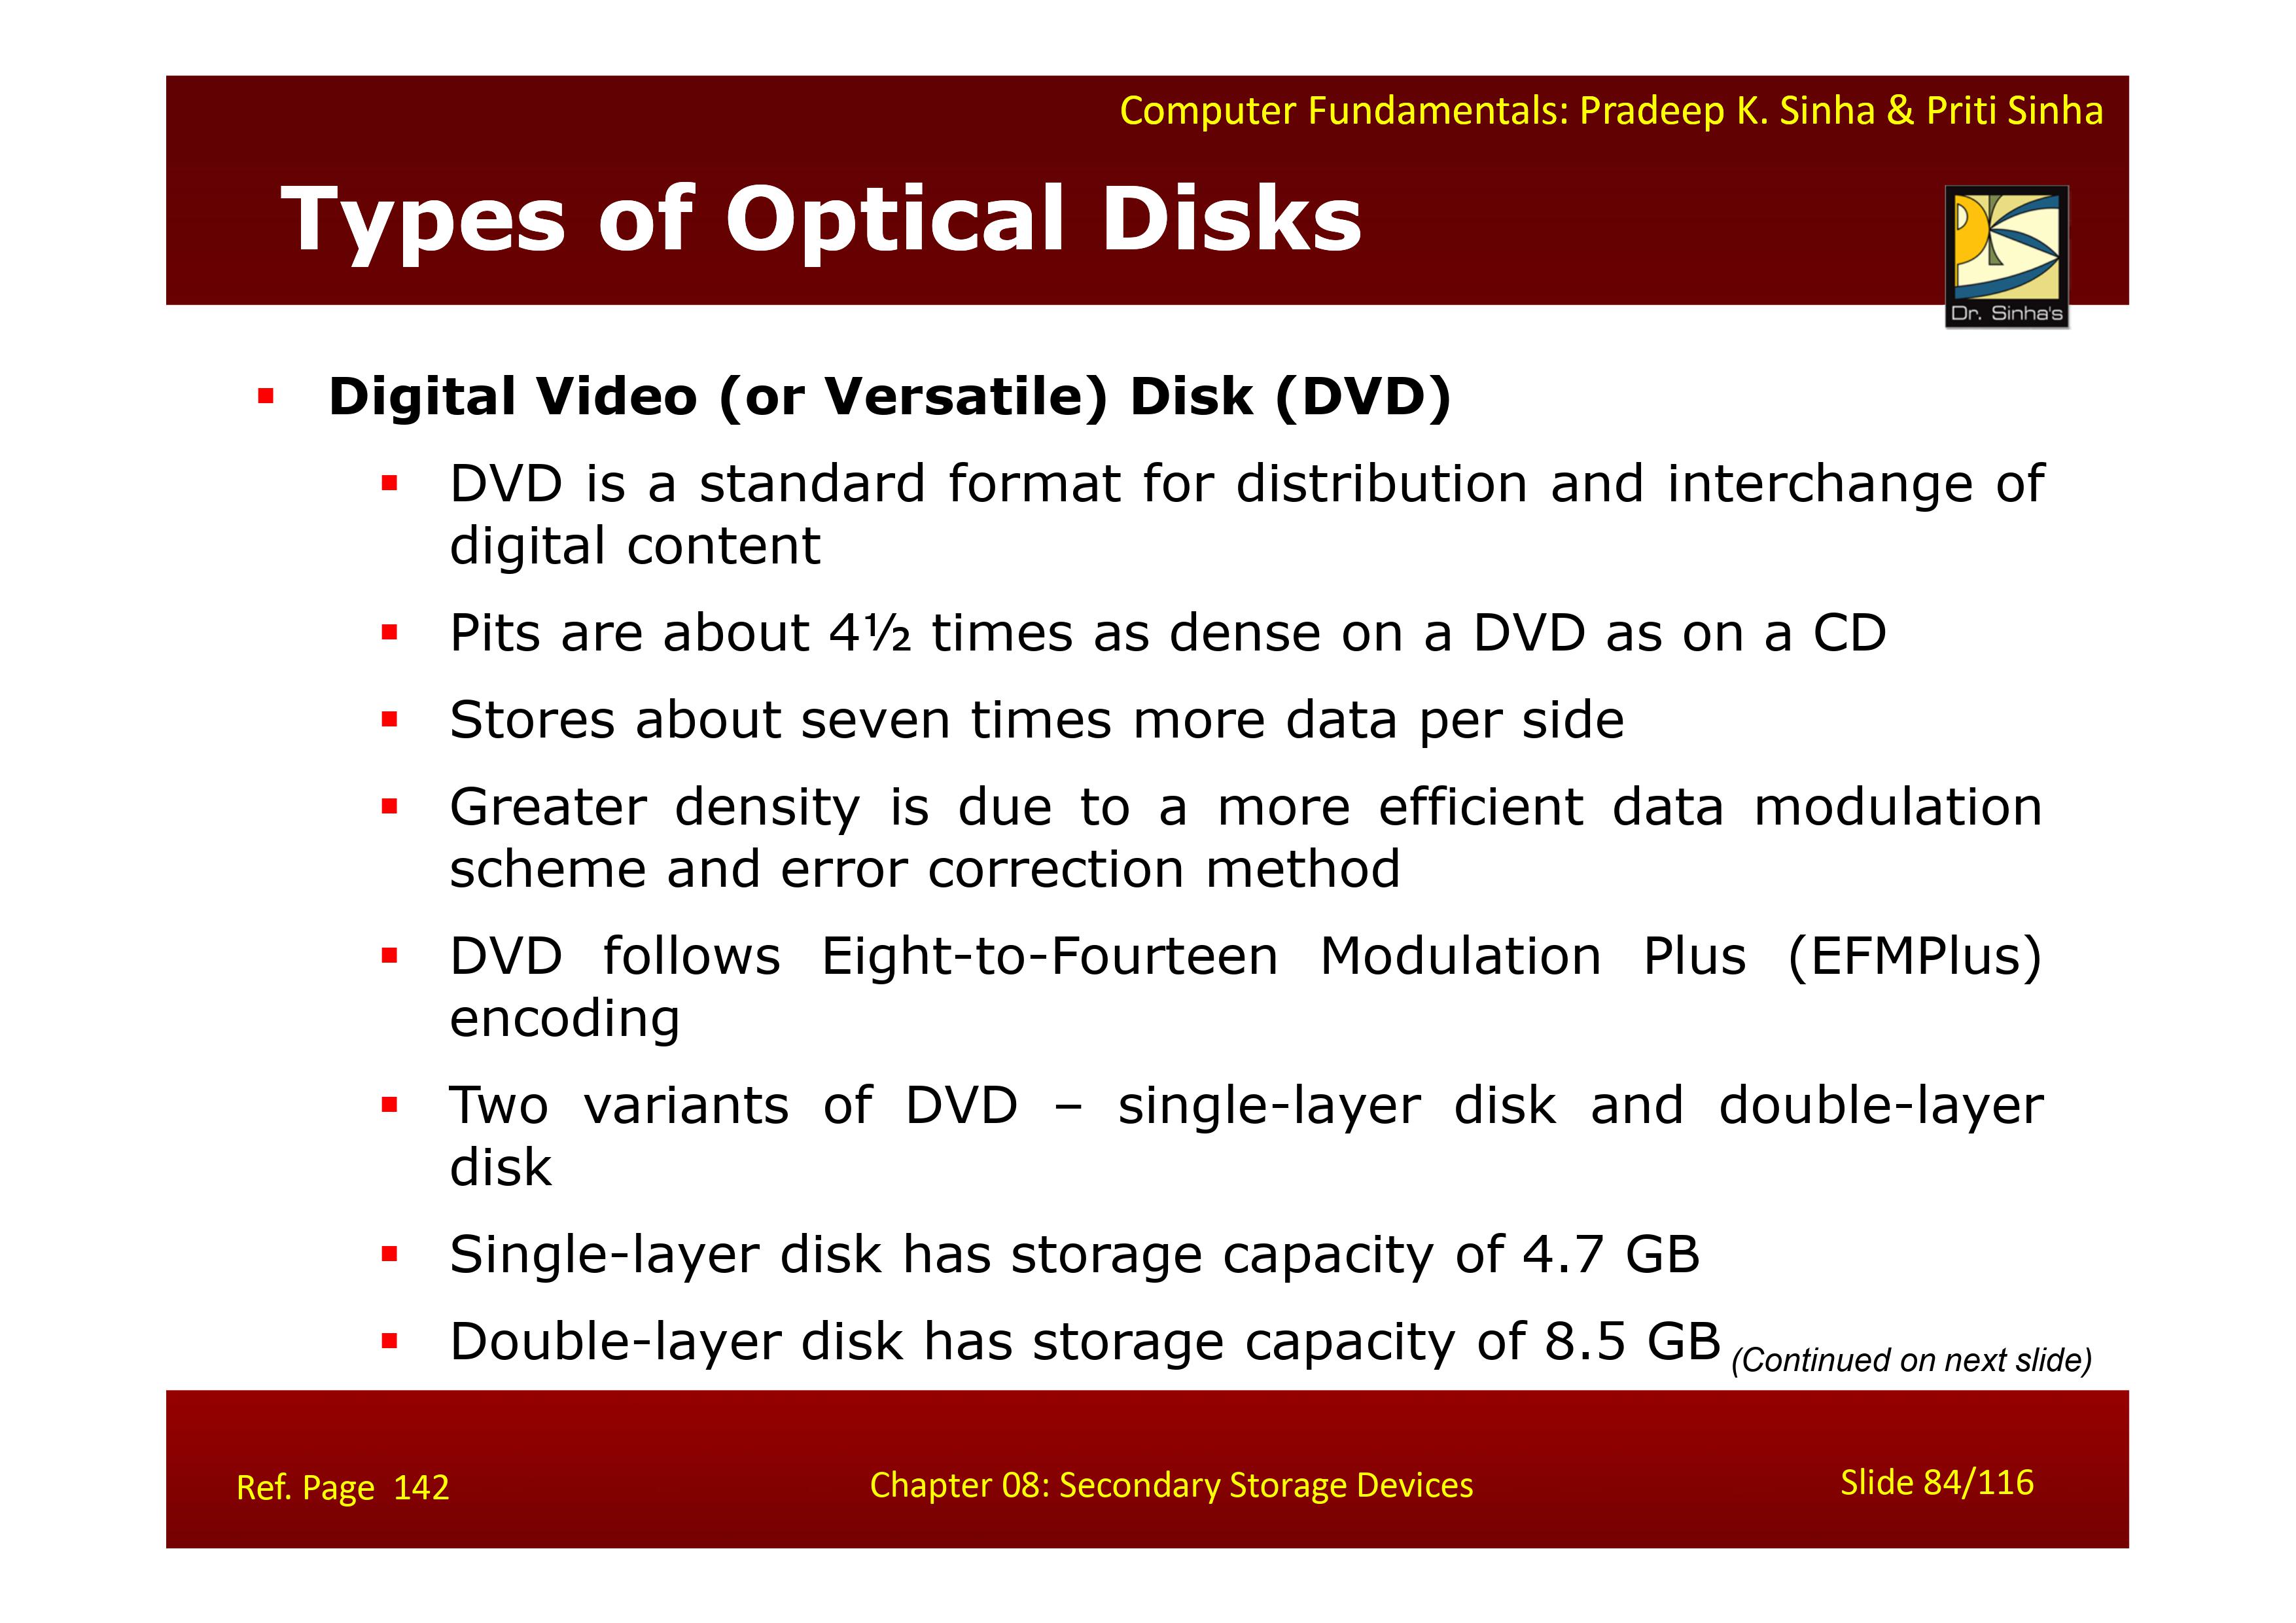 Computer Fundamentals: Pradeep K. Sinha & Priti Sinha
Types of Optical Disks
Dr. Sinha's
▪ Digital Video (or Versatile) Disk (DVD)
▪ DVD is a standard format for distribution and interchange of
digital content
▪ Pits are about 4½ times as dense on a DVD as on a CD
▪ Stores about seven times more data per side
▪ Greater density is due to a more efficient data modulation
scheme and error correction method
▪ DVD follows Eight-to-Fourteen Modulation Plus (EFMPlus)
encoding
▪ Two variants of DVD – single-layer disk and double-layer
disk
▪ Single-layer disk has storage capacity of 4.7 GB
▪ Double-layer disk has storage capacity of 8.5 GB (Continued on next slide)
Ref. Page 142 Chapter 08: Secondary Storage Devices Slide 84/116